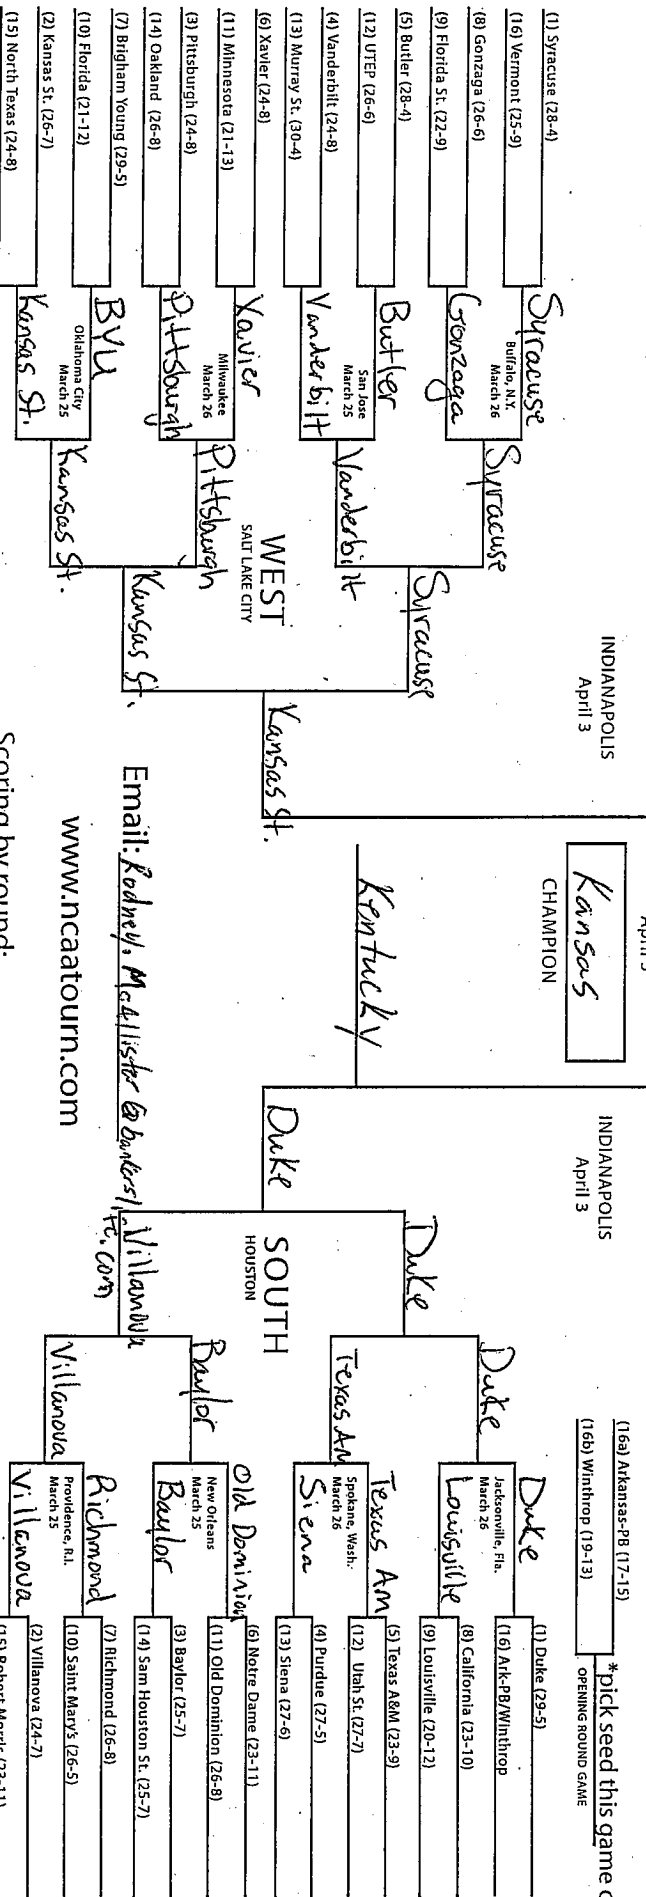 (1) Syracuse (28-4)
(16) Vermont (25-9)
(8) Gonzaga (26-6)
(9) Florida St. (22-9)
(5) Butler (28-4)
(12) UTEP (26-6)
(4) Vanderbilt (24-8)
(13) Murray St. (30-4)
(6) Xavier (24-8)
(11) Minnesota (21-13)
(3) Pittsburgh (24-8)
(14) Oakland (26-8)
(7) Brigham Young (29-5)
(10) Florida (21-12)
(2) Kansas St. (26-7)
(15) North Texas (24-8)
Syracuse
Buffalo, N.Y.
March 26
Gonzaga
Butler
San Jose
March 25
Vanderbilt
Xavier
Milwaukee
March 26
Pittsburgh
BYU
Oklahoma City
March 25
Kansas St.
Syracuse
Vanderbilt
Pittsburgh
Kansas St.
WEST
SALT LAKE CITY
Syracuse
Kansas St.
Kansas St.
INDIANAPOLIS
April 3
Kansas
CHAMPION
Kentucky
Email: Rodney.McAllister@bankers
.com
www.ncaatourn.com
Scoring by round:
INDIANAPOLIS
April 3
Duke
SOUTH
HOUSTON
Duke
Villanova
Duke
Texas AM
Baylor
Villanova
Duke
Jacksonville, Fla.
March 26
Louisville
Texas AM
Spokane, Wash.
March 26
Siena
Old Dominion
New Orleans
March 25
Baylor
Richmond
Providence, R.I.
March 25
Villanova
(16a) Arkansas-PB (17-15)
(16b) Winthrop (19-13)
*pick seed this game
OPENING ROUND GAME
(1) Duke (29-5)
(16) Ark-PB/Winthrop
(8) California (23-10)
(9) Louisville (20-12)
(5) Texas A&M (23-9)
(12) Utah St. (27-7)
(4) Purdue (27-5)
(13) Siena (27-6)
(6) Notre Dame (23-11)
(11) Old Dominion (26-8)
(3) Baylor (25-7)
(14) Sam Houston St. (25-7)
(7) Richmond (26-8)
(10) Saint Mary's (26-5)
(2) Villanova (24-7)
(15) Robert Morris (23-11)